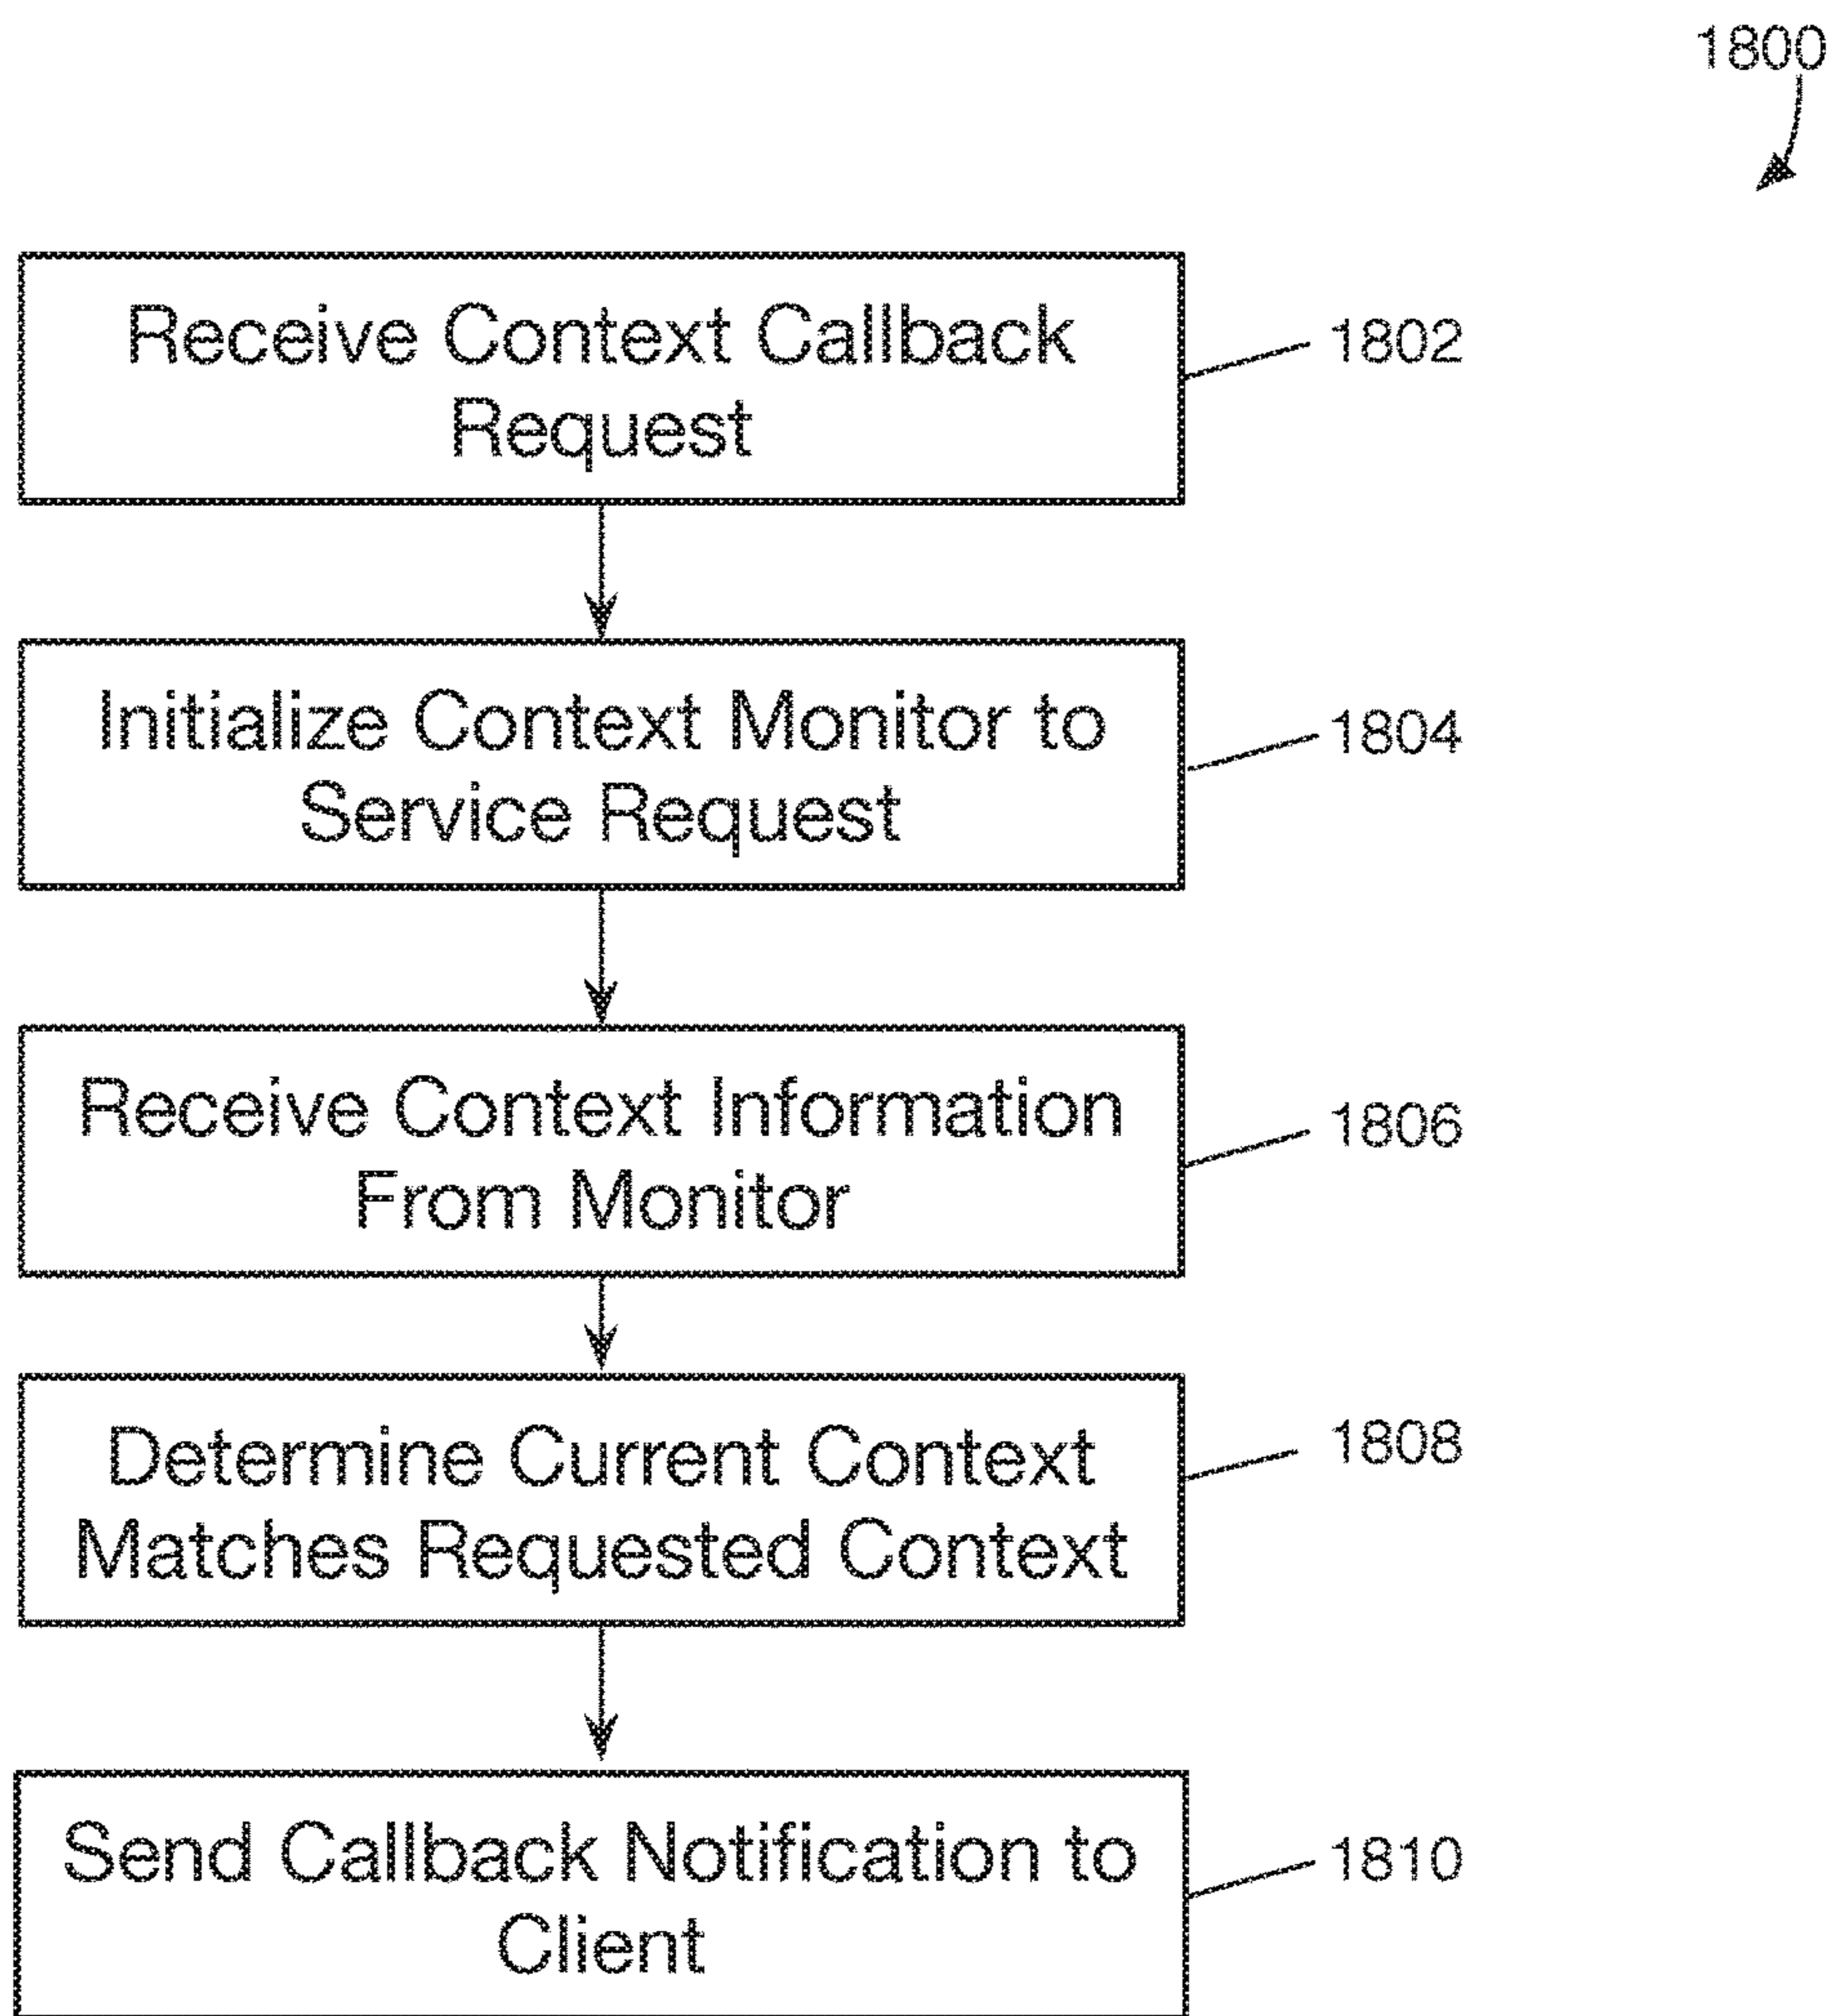 1800
Receive Context Callback
Request
1802
Initialize Context Monitor to
Service Request
1804
Receive Context Information
From Monitor
1806
Determine Current Context
Matches Requested Context
1808
Send Callback Notification to
Client
1810